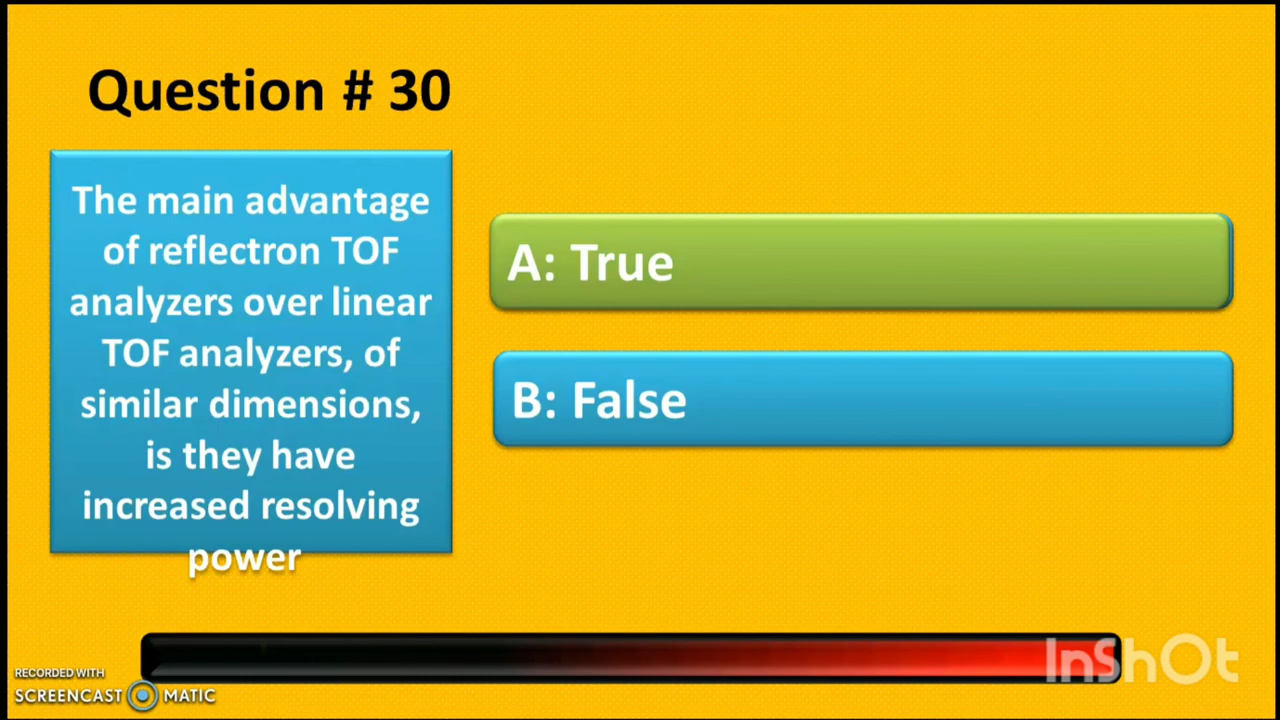 Question # 30
The main advantage
of reflectron TOF
analyzers over linear
TOF analyzers, of
similar dimensions,
is they have
increased resolving
power
A: True
B: False
RECORDED WITH
SCREENCAST MATIC
InShOt